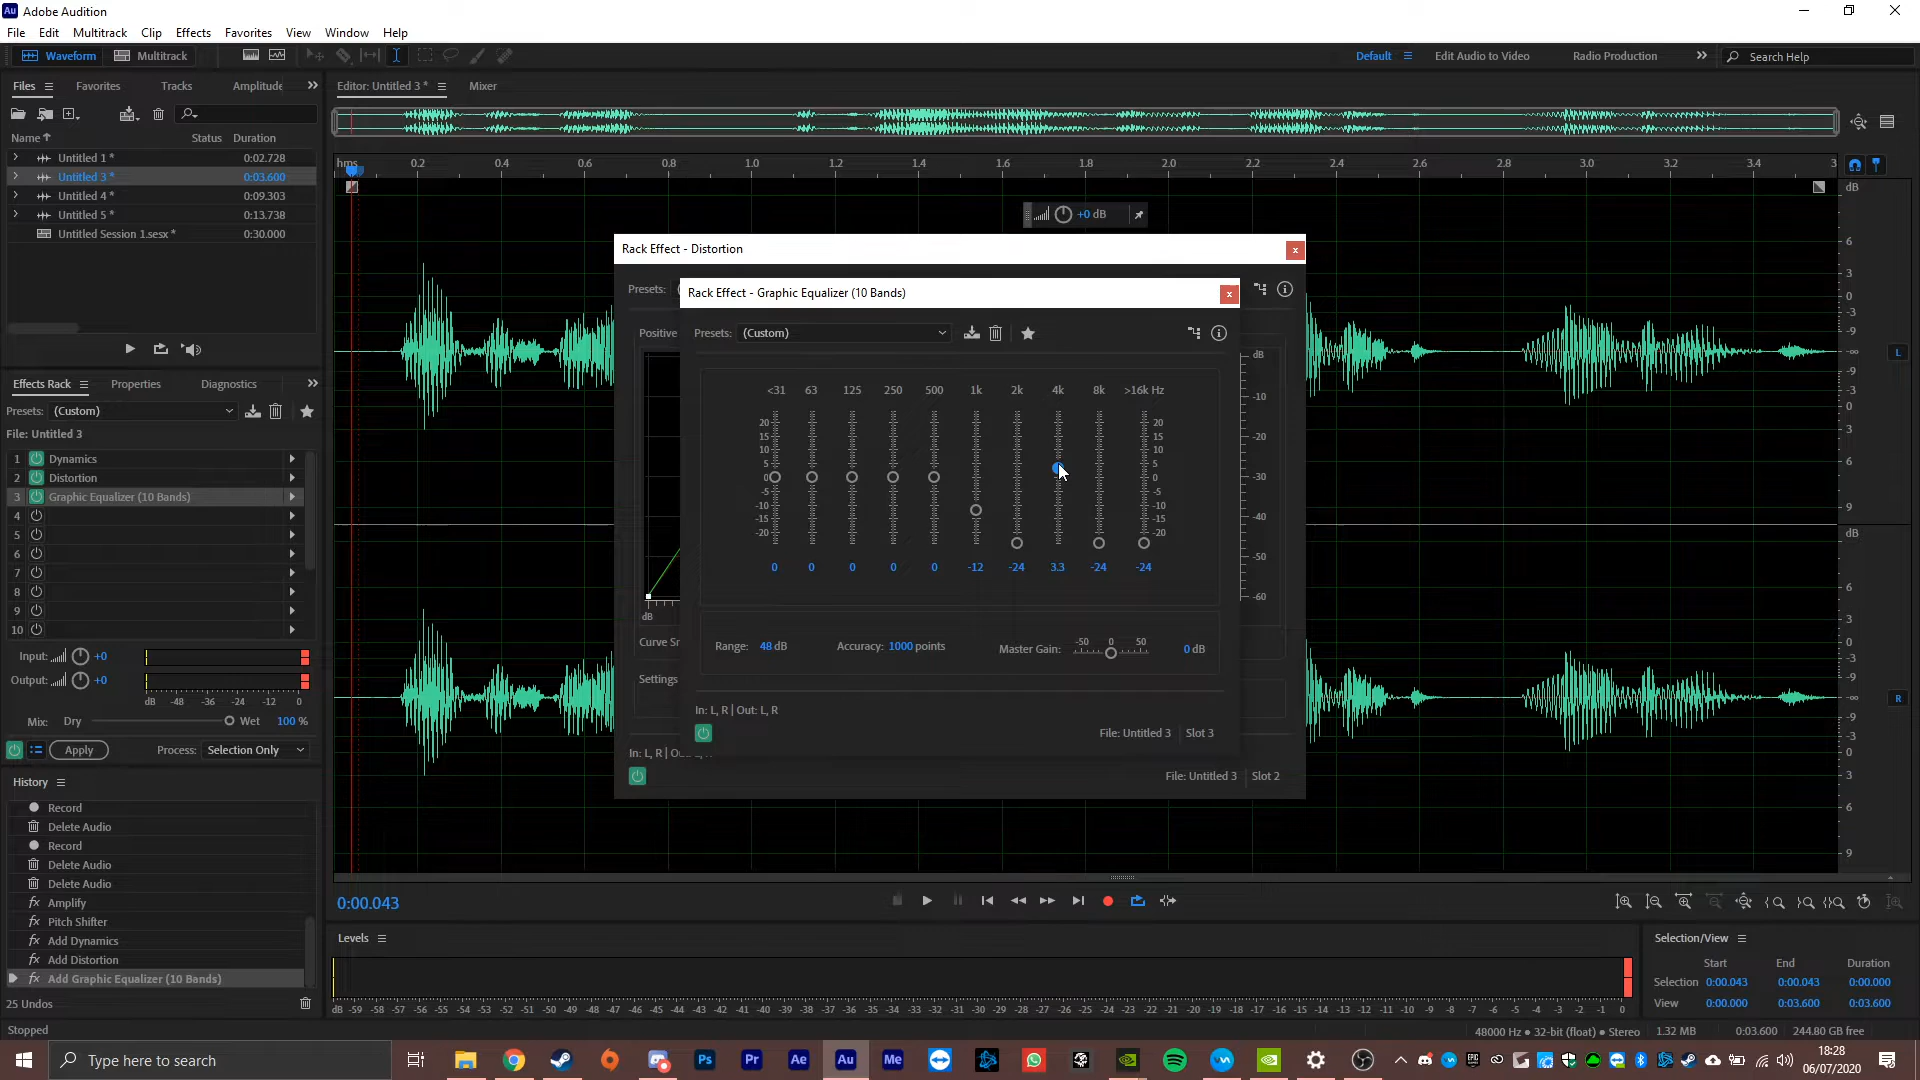 Au Adobe Audition
File Edit Multitrack Clip Effects Favorites View Window Help
Waveform Multitrack Default Edit Audio to Video Radio Production Search Help
Files Favorites Tracks Amplitude Editor: Untitled 3 * Mixer
Name Status Duration
Untitled 1 * 0:02.728
Untitled 3 * 0:03.600
Untitled 4 * 0:09.303
Untitled 5 * 0:13.738
Untitled Session 1.sesx * 0:30.000
hms 0.2 0.4 0.6 0.8 1.0 1.2 1.4 1.6 1.8 2.0 2.2 2.4 2.6 2.8 3.0 3.2 3.4 3
+0 dB
dB
6
3
0
-3
-9
-∞
-9
-3
0
3
6
9
L
dB
6
3
0
-3
-9
-∞
-9
-3
0
3
6
9
R
Rack Effect - Distortion
Presets:
Positive
dB
-10
-20
-30
-40
-50
-60
dB
Curve Sm
Settings
In: L, R | Ou
File: Untitled 3 Slot 2
Rack Effect - Graphic Equalizer (10 Bands)
Presets: (Custom)
<31 63 125 250 500 1k 2k 4k 8k >16k Hz
20 20
15 15
10 10
5 5
0 0
-5 -5
-10 -10
-15 -15
-20 -20
0 0 0 0 0 -12 -24 3.3 -24 -24
Range: 48 dB Accuracy: 1000 points Master Gain: -50 0 50 0 dB
In: L, R | Out: L, R
File: Untitled 3 Slot 3
Effects Rack Properties Diagnostics
Presets: (Custom)
File: Untitled 3
1 Dynamics
2 Distortion
3 Graphic Equalizer (10 Bands)
4
5
6
7
8
9
10
Input: +0
Output: +0
dB -48 -36 -24 -12 0
Mix: Dry Wet 100 %
Apply Process: Selection Only
History
Record
Delete Audio
Record
Delete Audio
Delete Audio
fx Amplify
fx Pitch Shifter
fx Add Dynamics
fx Add Distortion
fx Add Graphic Equalizer (10 Bands)
25 Undos
Stopped
0:00.043
Levels
dB -59 -58 -57 -56 -55 -54 -53 -52 -51 -50 -49 -48 -47 -46 -45 -44 -43 -42 -41 -40 -39 -38 -37 -36 -35 -34 -33 -32 -31 -30 -29 -28 -27 -26 -25 -24 -23 -22 -21 -20 -19 -18 -17 -16 -15 -14 -13 -12 -11 -10 -9 -8 -7 -6 -5 -4 -3 -2 -1 0
Selection/View
Start End Duration
Selection 0:00.043 0:00.043 0:00.000
View 0:00.000 0:03.600 0:03.600
48000 Hz • 32-bit (float) • Stereo 1.32 MB 0:03.600 244.80 GB free
Type here to search
Ps Pr Ae Au Me
18:28
06/07/2020